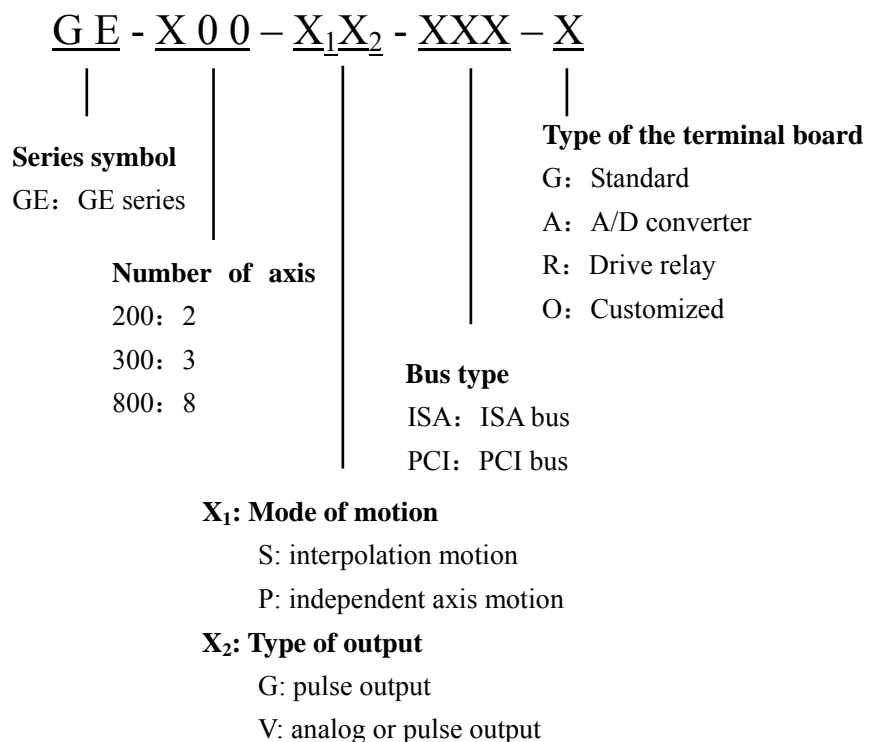 G E - X 0 0 – X1X2 - XXX – X
Series symbol
GE：GE series
Number of axis
200：2
300：3
800：8
X1: Mode of motion
S: interpolation motion
P: independent axis motion
X2: Type of output
G: pulse output
V: analog or pulse output
Bus type
ISA：ISA bus
PCI：PCI bus
Type of the terminal board
G：Standard
A：A/D converter
R：Drive relay
O：Customized